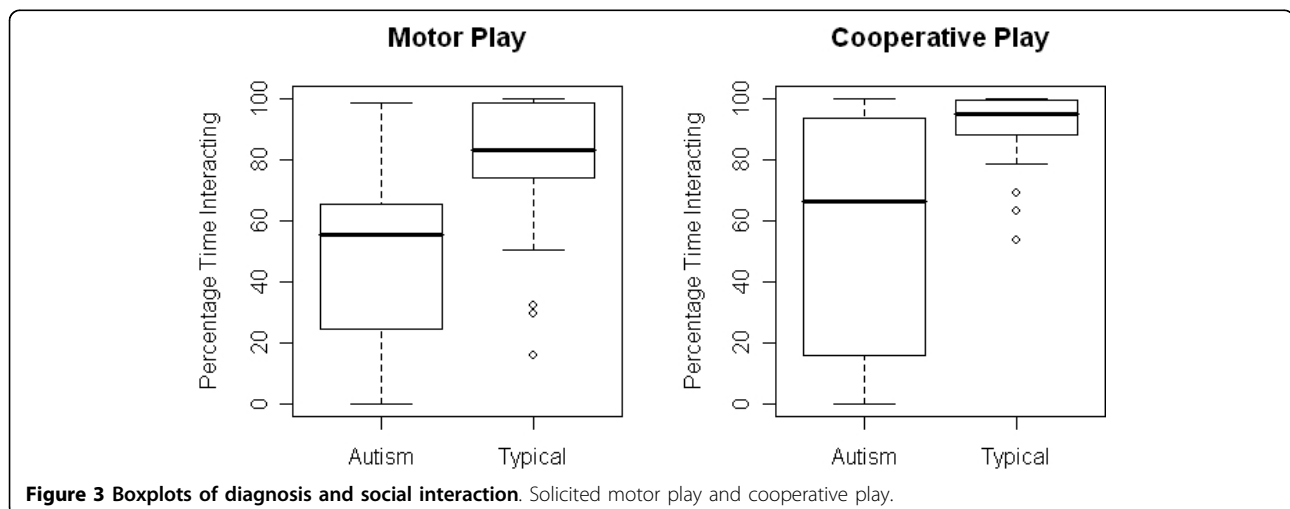 Motor Play
Cooperative Play
Percentage Time Interacting
0 20 40 60 80 100
Autism Typical
Percentage Time Interacting
0 20 40 60 80 100
Autism Typical
Figure 3 Boxplots of diagnosis and social interaction. Solicited motor play and cooperative play.